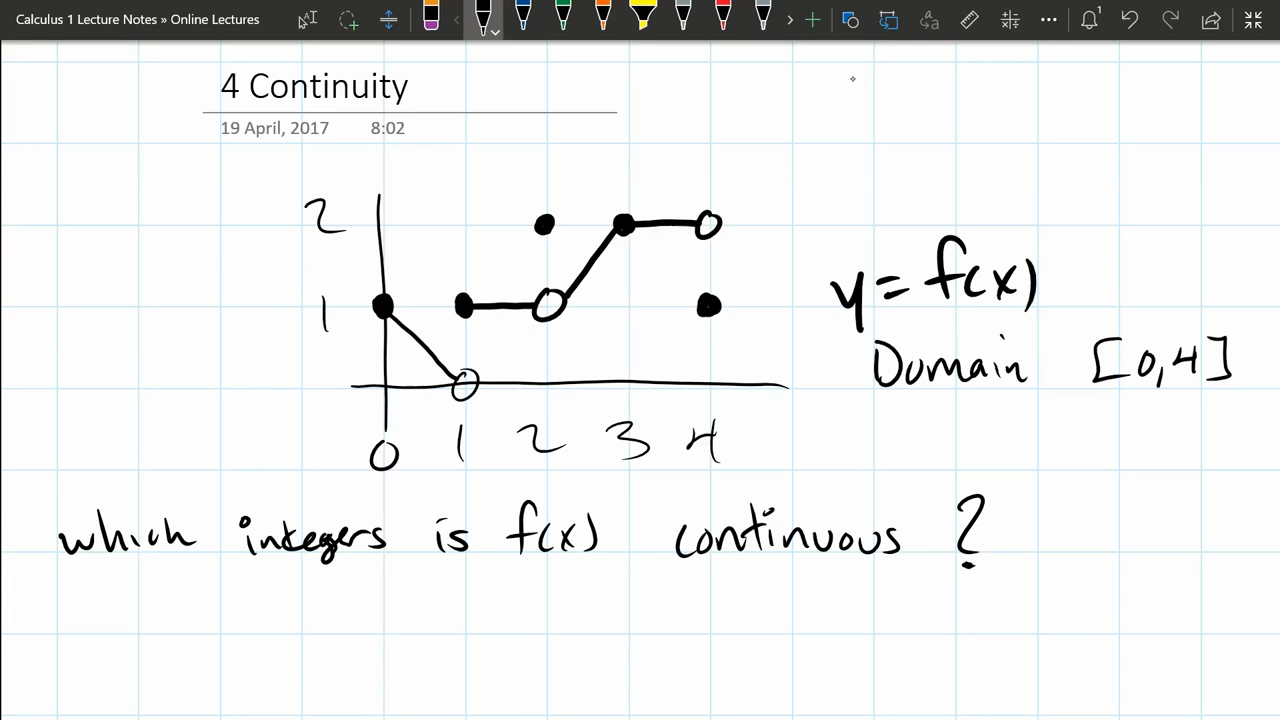 Calculus 1 Lecture Notes » Online Lectures
4 Continuity
19 April, 2017 8:02
2
1
y = f(x)
Domain [0,4]
0 1 2 3 4
which integers is f(x) continuous ?